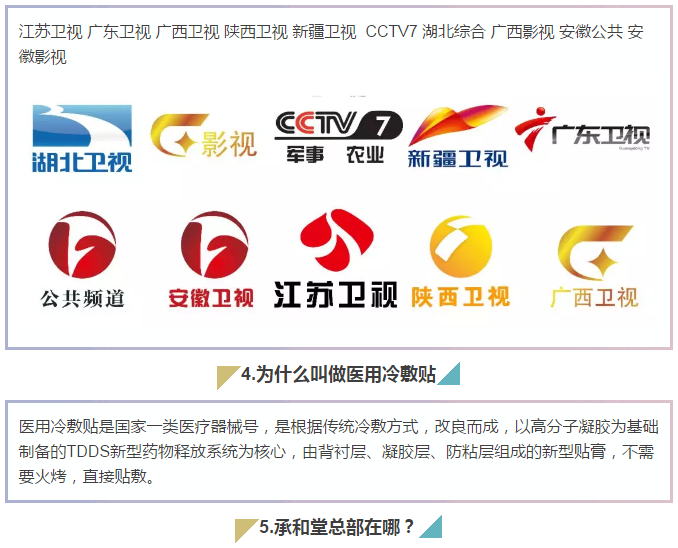 江苏卫视 广东卫视 广西卫视 陕西卫视 新疆卫视  CCTV7 湖北综合 广西影视 安徽公共 安
徽影视
湖北卫视
影视
CCTV 7
军事 农业
新疆卫视
广东卫视
Guangdong TV
公共频道
安徽卫视
江苏卫视
陕西卫视
广西卫视
4.为什么叫做医用冷敷贴
医用冷敷贴是国家一类医疗器械号，是根据传统冷敷方式，改良而成，以高分子凝胶为基础
制备的TDDS新型药物释放系统为核心，由背衬层、凝胶层、防粘层组成的新型贴膏，不需
要火烤，直接贴敷。
5.承和堂总部在哪？